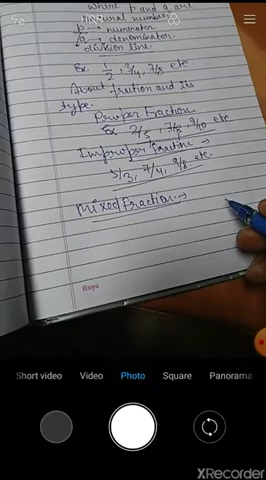 where p and q are
natural number
p → numinator
q → denominator
division line.
Ex 1/2, 3/4, 7/8 etc
About fraction and Its
type.
Proper Fraction
Ex 2/5, 7/8, 9/10 etc
Improper fraction →
5/3, 7/4, 9/8 etc.
Mixed Fraction →
Short video Video Photo Square Panorama
XRecorder